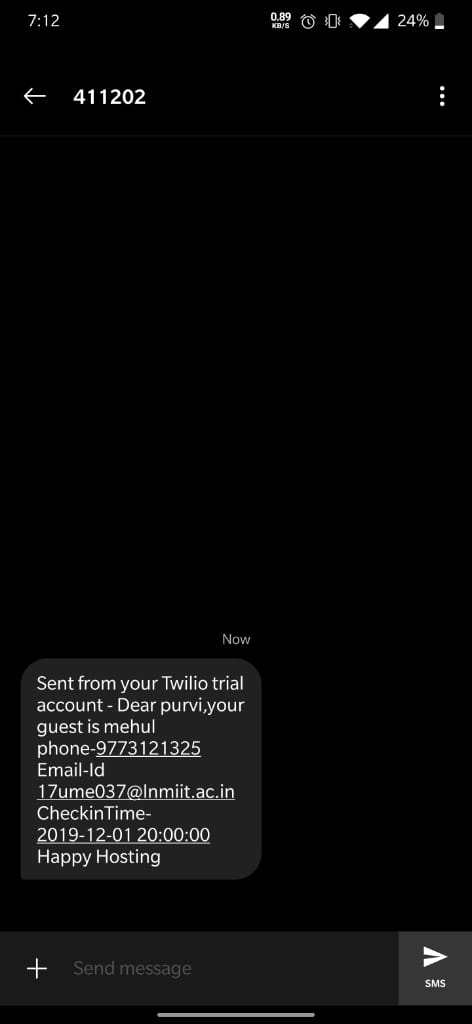 7:12
0.89
KB/S
24%
411202
Now
Sent from your Twilio trial
account - Dear purvi,your
guest is mehul
phone-9773121325
Email-Id
17ume037@lnmiit.ac.in
CheckinTime-
2019-12-01 20:00:00
Happy Hosting
Send message
SMS